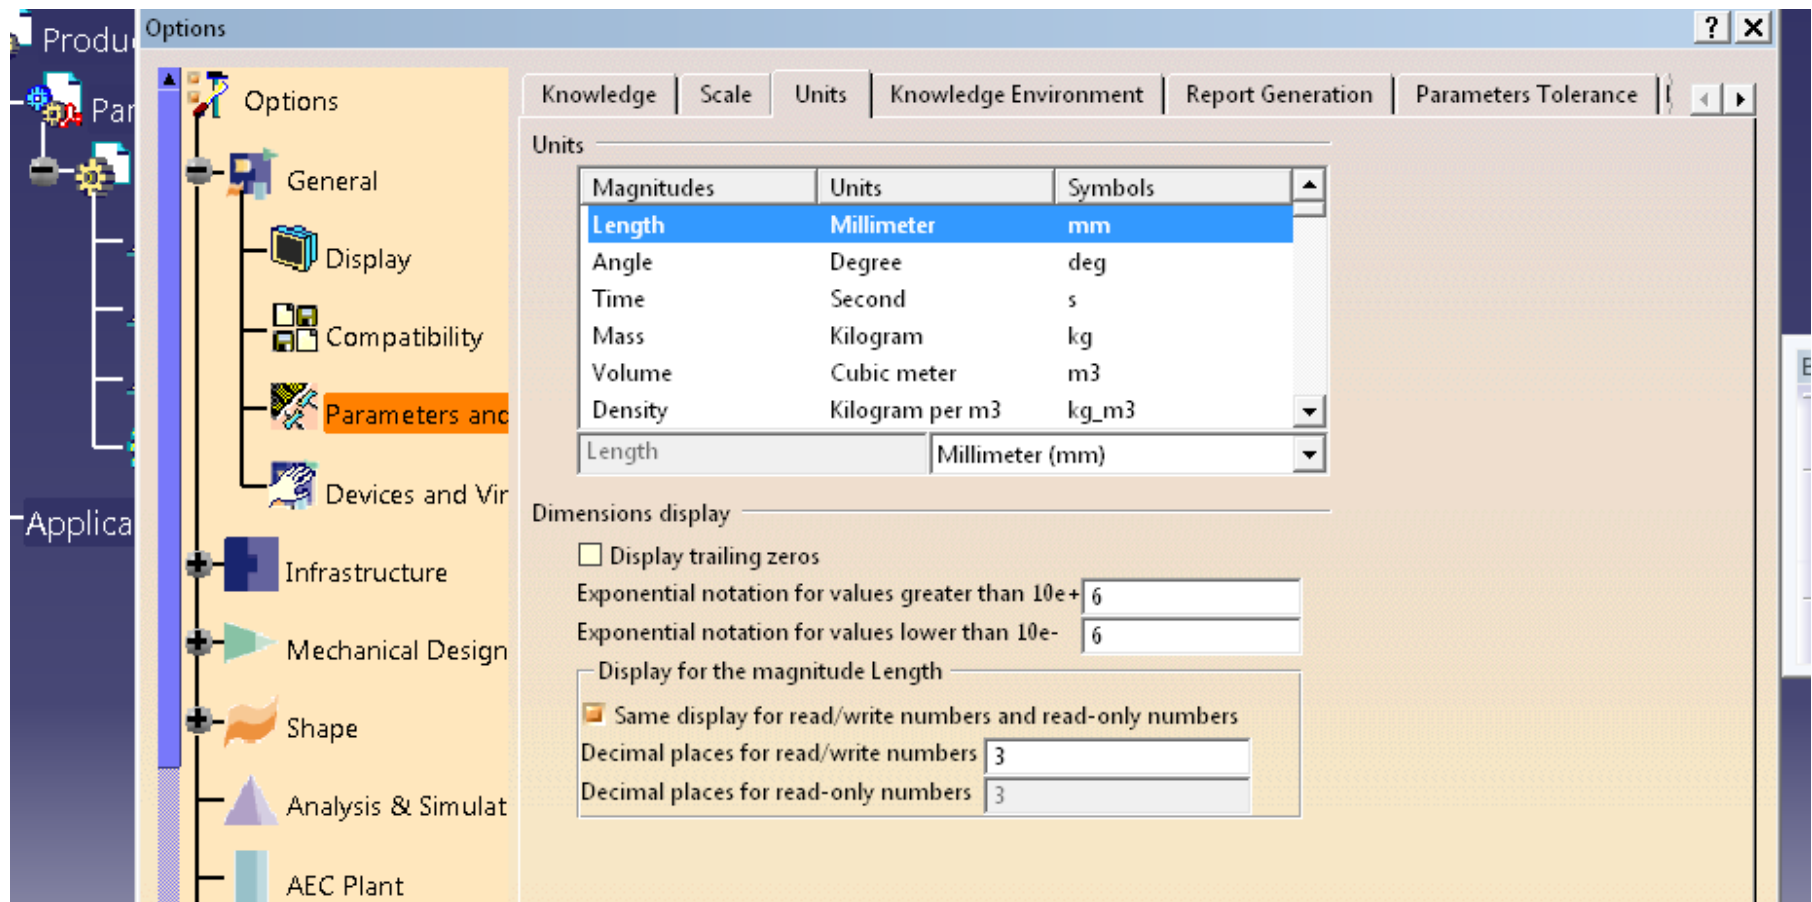 Options
Produ
Par
Applica
Options
General
Display
Compatibility
Parameters and
Devices and Vir
Infrastructure
Mechanical Design
Shape
Analysis & Simulat
AEC Plant
Knowledge Scale Units Knowledge Environment Report Generation Parameters Tolerance
Units
Magnitudes Units Symbols
Length Millimeter mm
Angle Degree deg
Time Second s
Mass Kilogram kg
Volume Cubic meter m3
Density Kilogram per m3 kg_m3
Length Millimeter (mm)
Dimensions display
Display trailing zeros
Exponential notation for values greater than 10e+ 6
Exponential notation for values lower than 10e- 6
Display for the magnitude Length
Same display for read/write numbers and read-only numbers
Decimal places for read/write numbers 3
Decimal places for read-only numbers 3